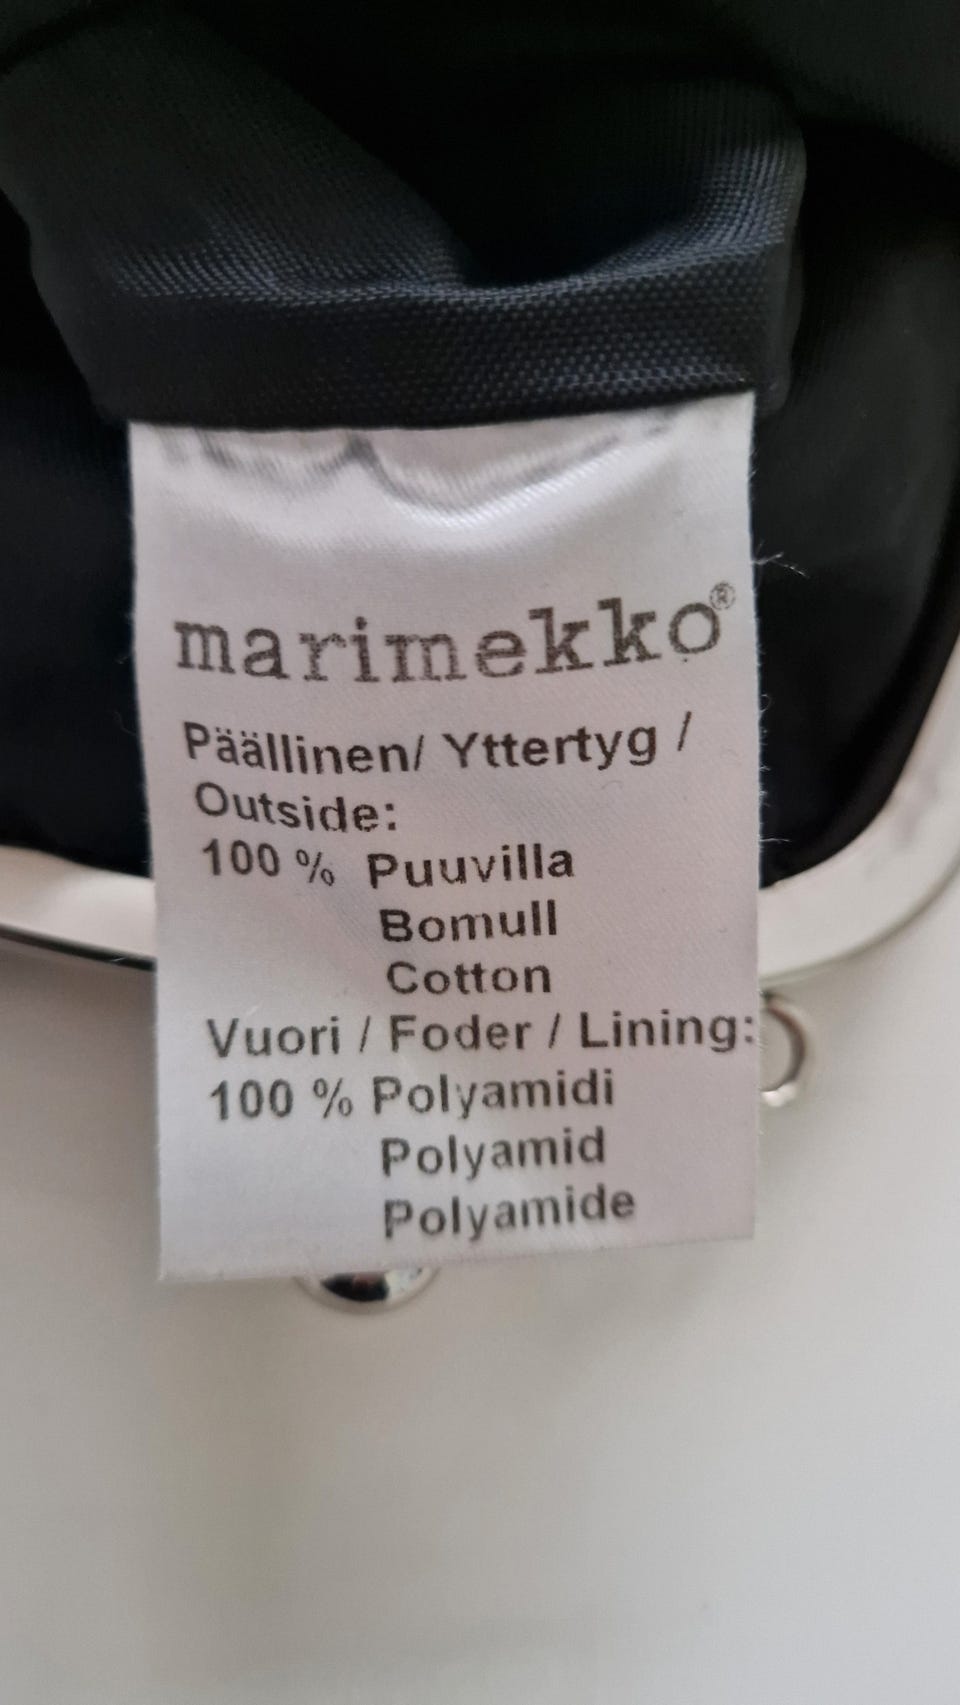 marimekko®
Päällinen/ Yttertyg /
Outside:
100 % Puuvilla
Bomull
Cotton
Vuori / Foder / Lining:
100 % Polyamidi
Polyamid
Polyamide